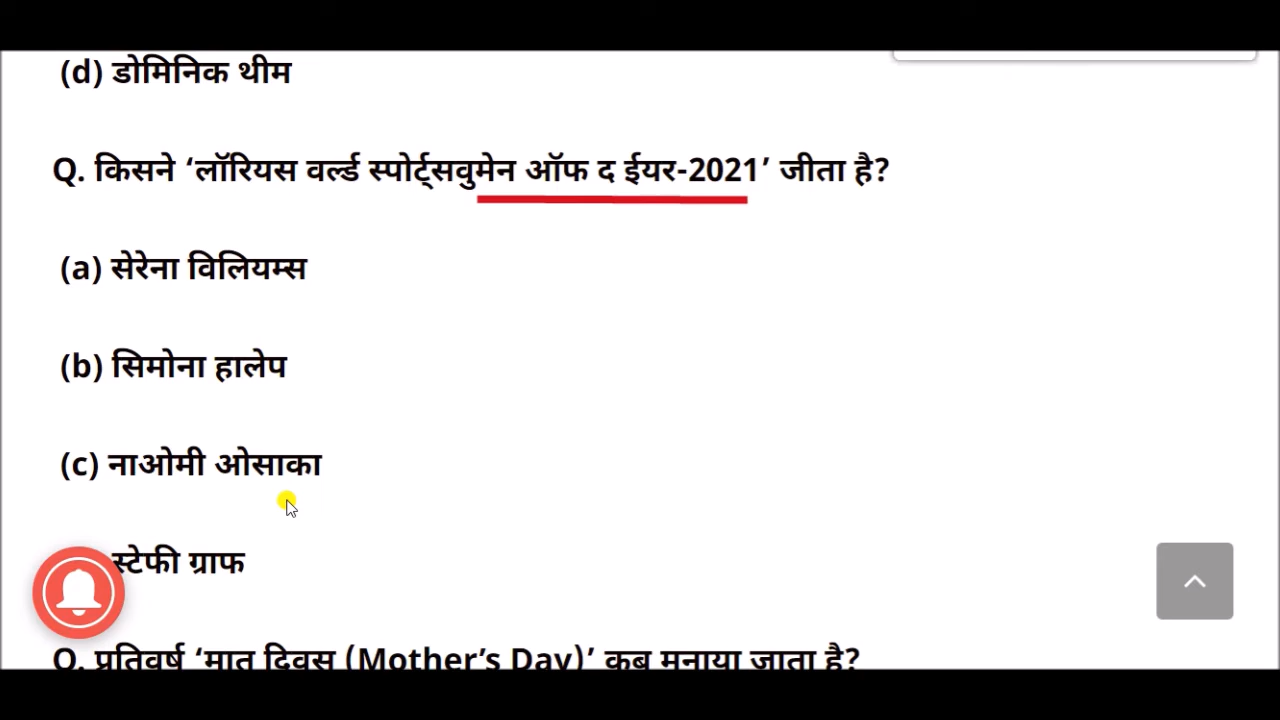 (d) डोमिनिक थीम
Q. किसने ‘लॉरियस वर्ल्ड स्पोर्ट्सवुमेन ऑफ द ईयर-2021’ जीता है?
(a) सेरेना विलियम्स
(b) सिमोना हालेप
(c) नाओमी ओसाका
स्टेफी ग्राफ
Q. प्रतिवर्ष ‘मातृ दिवस (Mother’s Day)’ कब मनाया जाता है?